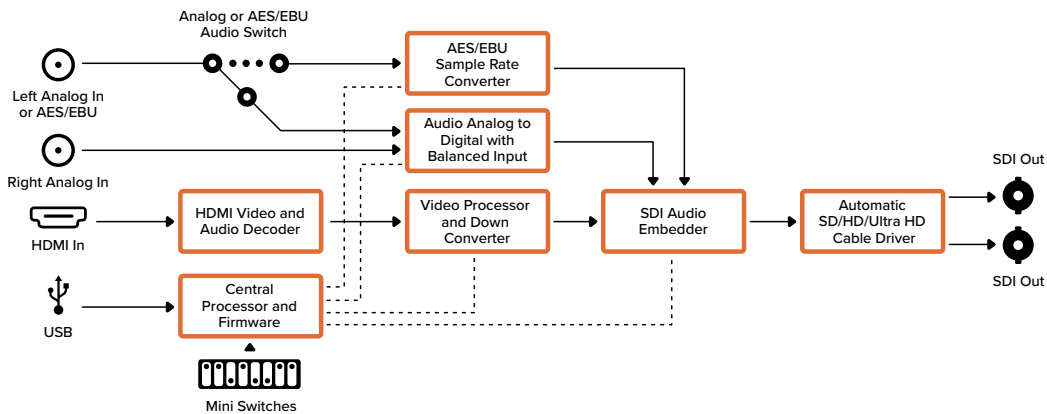 Analog or AES/EBU
Audio Switch
Left Analog In
or AES/EBU
AES/EBU
Sample Rate
Converter
Right Analog In
Audio Analog to
Digital with
Balanced Input
HDMI In
HDMI Video and
Audio Decoder
Video Processor
and Down
Converter
SDI Audio
Embedder
Automatic
SD/HD/Ultra HD
Cable Driver
SDI Out
SDI Out
USB
Central
Processor and
Firmware
Mini Switches